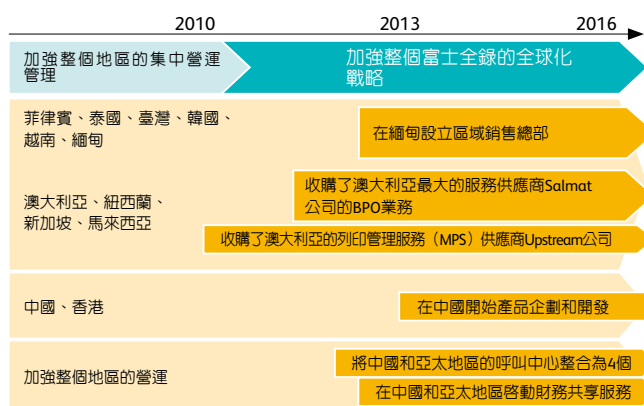 2010 2013 2016
加強整個地區的集中營運
管理
加強整個富士全錄的全球化
戰略
菲律賓、泰國、臺灣、韓國、
越南、緬甸
在緬甸設立區域銷售總部
澳大利亞、紐西蘭、
新加坡、馬來西亞
收購了澳大利亞最大的服務供應商Salmat
公司的BPO業務
收購了澳大利亞的列印管理服務（MPS）供應商Upstream公司
中國、香港
在中國開始產品企劃和開發
加強整個地區的營運
將中國和亞太地區的呼叫中心整合為4個
在中國和亞太地區啓動財務共享服務